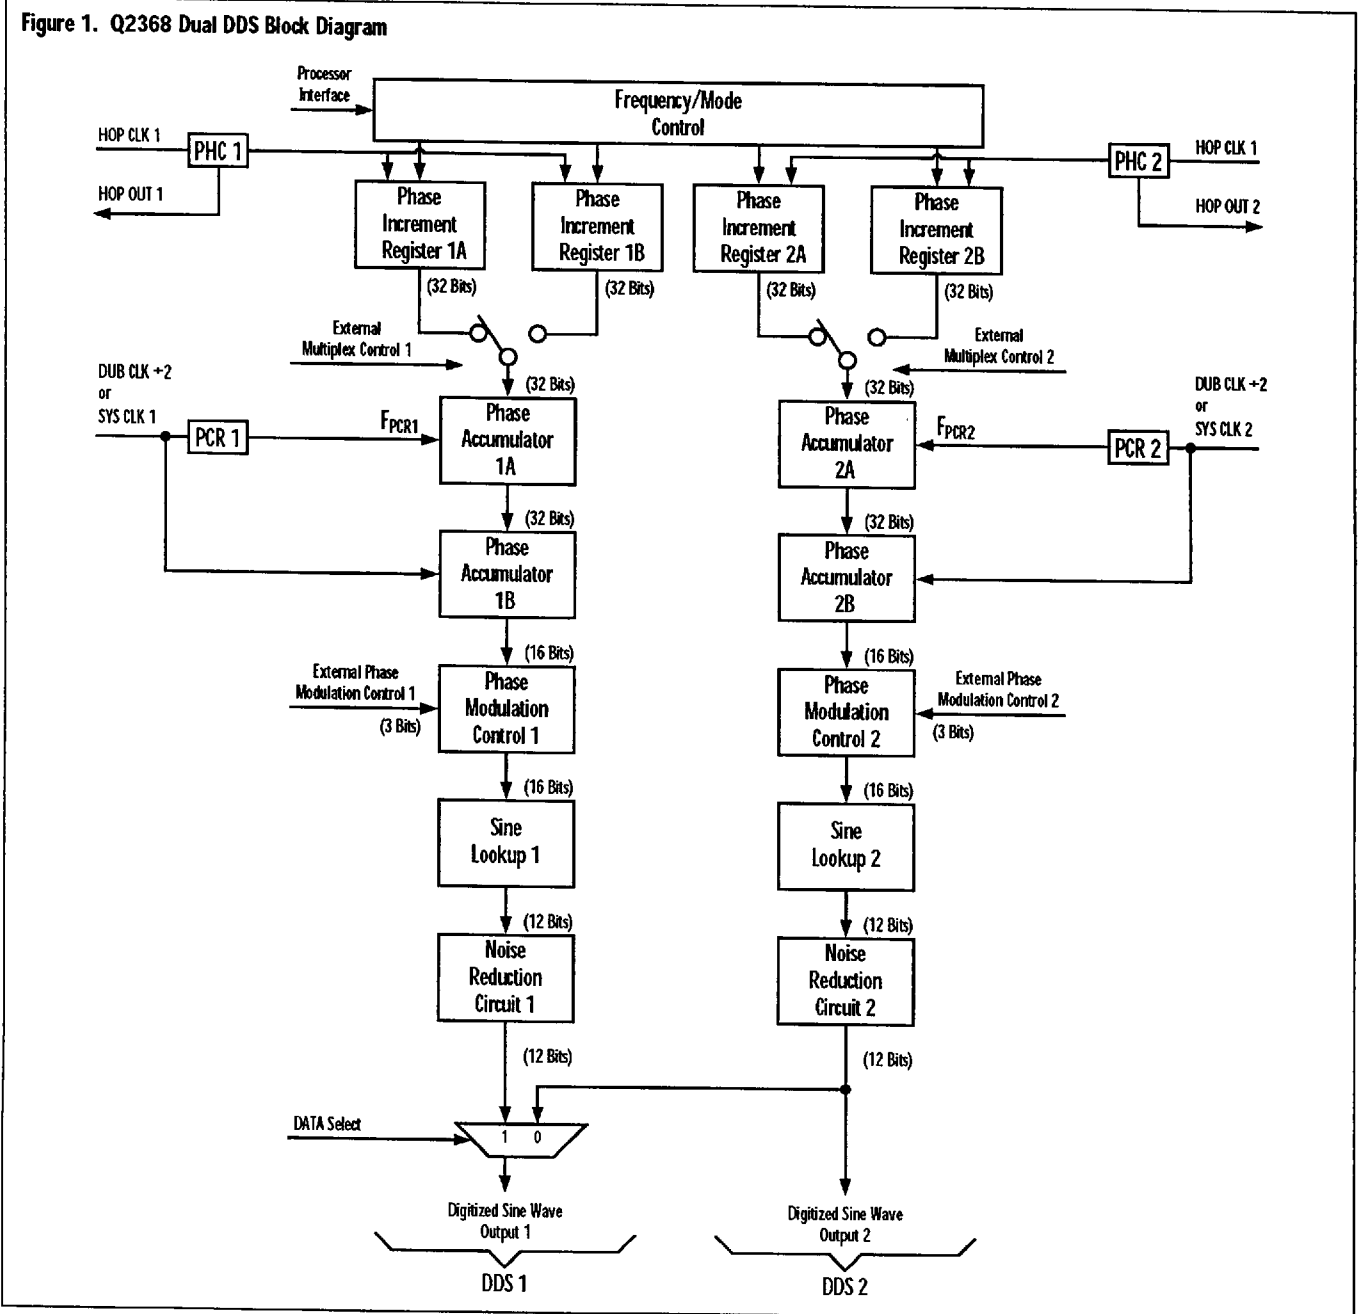 Figure 1. Q2368 Dual DDS Block Diagram
Processor
Interface
Frequency/Mode
Control
HOP CLK 1
PHC 1
HOP OUT 1
PHC 2
HOP CLK 1
HOP OUT 2
Phase
Increment
Register 1A
Phase
Increment
Register 1B
Phase
Increment
Register 2A
Phase
Increment
Register 2B
(32 Bits)
(32 Bits)
(32 Bits)
(32 Bits)
External
Multiplex Control 1
External
Multiplex Control 2
(32 Bits)
(32 Bits)
DUB CLK ÷2
or
SYS CLK 1
PCR 1
FPCR1
Phase
Accumulator
1A
Phase
Accumulator
2A
FPCR2
PCR 2
DUB CLK ÷2
or
SYS CLK 2
(32 Bits)
(32 Bits)
Phase
Accumulator
1B
Phase
Accumulator
2B
(16 Bits)
(16 Bits)
External Phase
Modulation Control 1
(3 Bits)
Phase
Modulation
Control 1
Phase
Modulation
Control 2
External Phase
Modulation Control 2
(3 Bits)
(16 Bits)
(16 Bits)
Sine
Lookup 1
Sine
Lookup 2
(12 Bits)
(12 Bits)
Noise
Reduction
Circuit 1
Noise
Reduction
Circuit 2
(12 Bits)
(12 Bits)
DATA Select
1 0
Digitized Sine Wave
Output 1
Digitized Sine Wave
Output 2
DDS 1
DDS 2